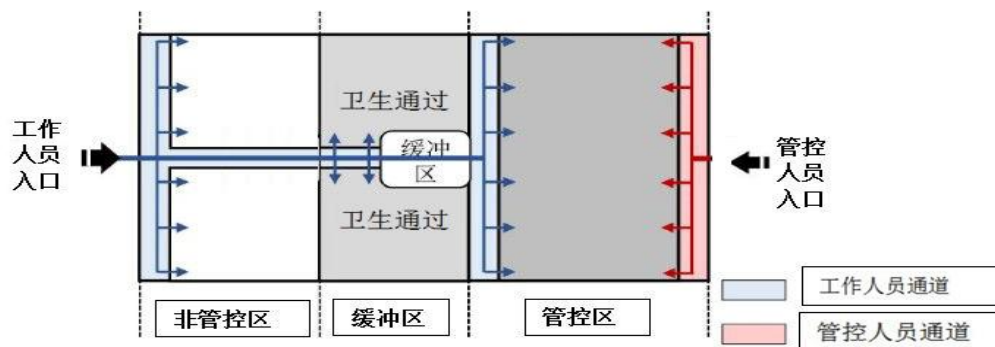 卫生通过
工作
人员
入口
缓冲
区
管控
人员
入口
卫生通过
工作人员通道
非管控区
缓冲区
管控区
管控人员通道